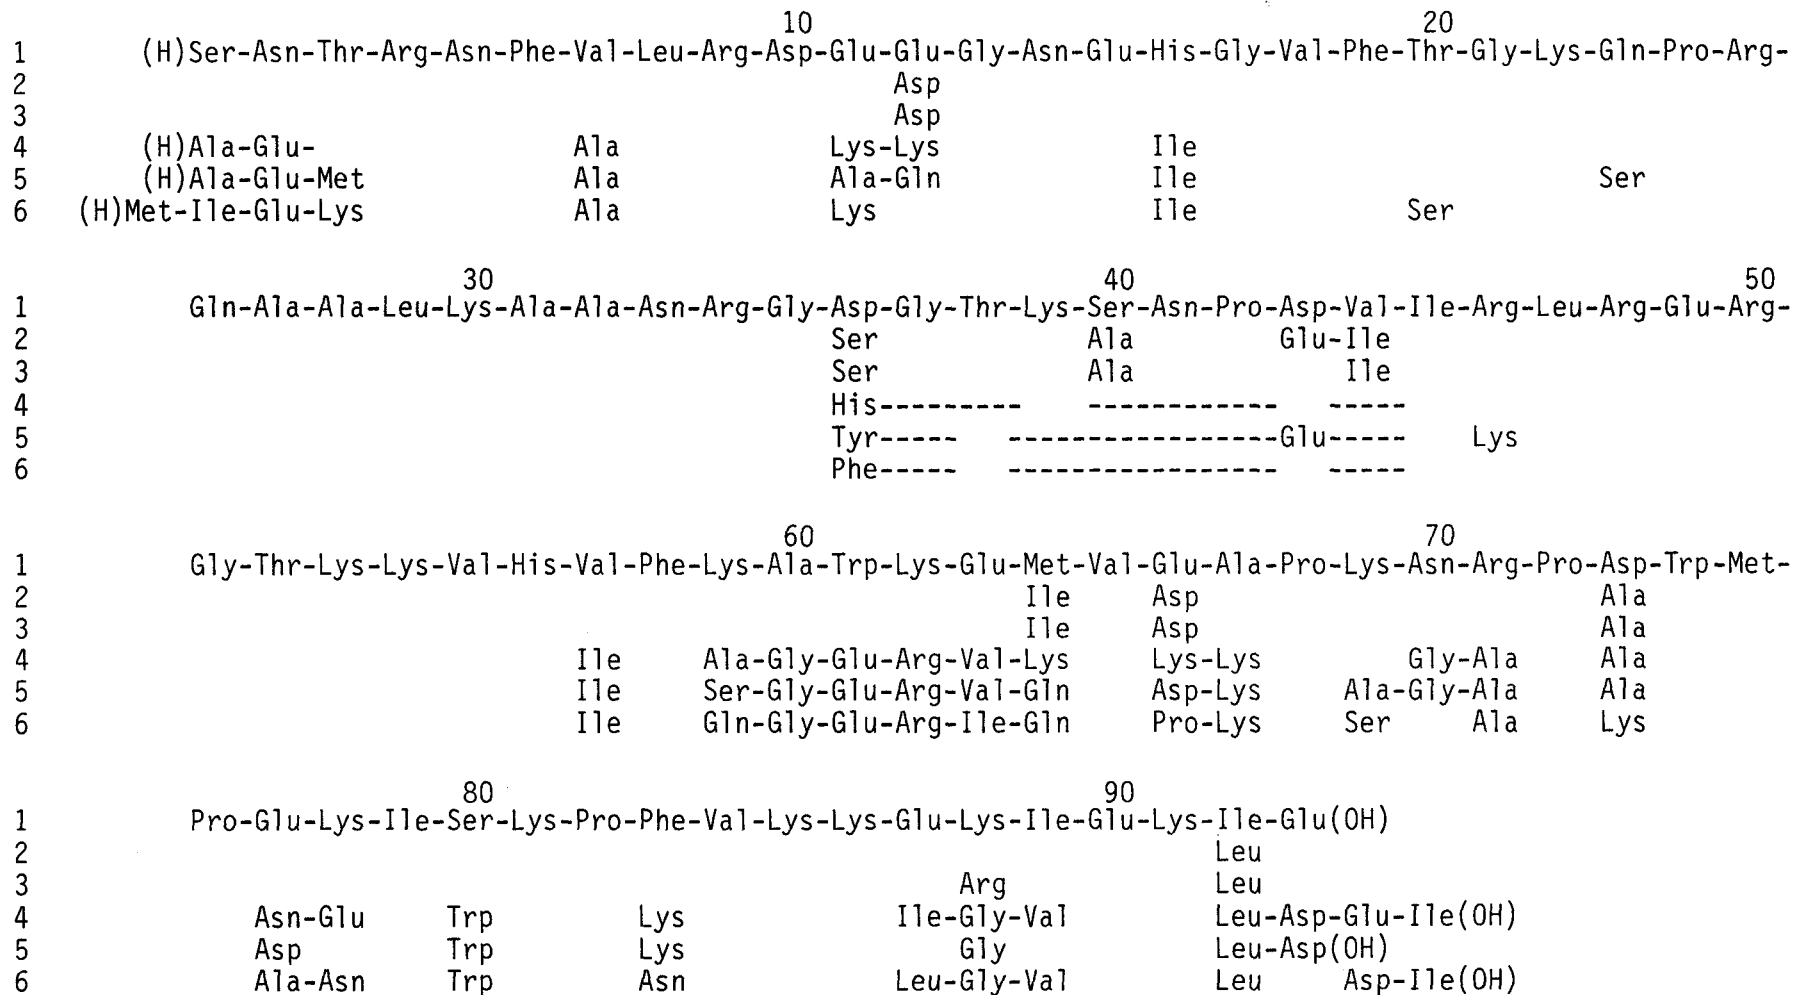 10 20
1 (H)Ser-Asn-Thr-Arg-Asn-Phe-Val-Leu-Arg-Asp-Glu-Glu-Gly-Asn-Glu-His-Gly-Val-Phe-Thr-Gly-Lys-Gln-Pro-Arg-
2 Asp
3 Asp
4 (H)Ala-Glu- Ala Lys-Lys Ile
5 (H)Ala-Glu-Met Ala Ala-Gln Ile Ser
6 (H)Met-Ile-Glu-Lys Ala Lys Ile Ser
30 40 50
1 Gln-Ala-Ala-Leu-Lys-Ala-Ala-Asn-Arg-Gly-Asp-Gly-Thr-Lys-Ser-Asn-Pro-Asp-Val-Ile-Arg-Leu-Arg-Glu-Arg-
2 Ser Ala Glu-Ile
3 Ser Ala Ile
4 His--------- ------------ -----
5 Tyr----- -----------------Glu----- Lys
6 Phe----- ----------------- -----
60 70
1 Gly-Thr-Lys-Lys-Val-His-Val-Phe-Lys-Ala-Trp-Lys-Glu-Met-Val-Glu-Ala-Pro-Lys-Asn-Arg-Pro-Asp-Trp-Met-
2 Ile Asp Ala
3 Ile Asp Ala
4 Ile Ala-Gly-Glu-Arg-Val-Lys Lys-Lys Gly-Ala Ala
5 Ile Ser-Gly-Glu-Arg-Val-Gln Asp-Lys Ala-Gly-Ala Ala
6 Ile Gln-Gly-Glu-Arg-Ile-Gln Pro-Lys Ser Ala Lys
80 90
1 Pro-Glu-Lys-Ile-Ser-Lys-Pro-Phe-Val-Lys-Lys-Glu-Lys-Ile-Glu-Lys-Ile-Glu(OH)
2 Leu
3 Arg Leu
4 Asn-Glu Trp Lys Ile-Gly-Val Leu-Asp-Glu-Ile(OH)
5 Asp Trp Lys Gly Leu-Asp(OH)
6 Ala-Asn Trp Asn Leu-Gly-Val Leu Asp-Ile(OH)